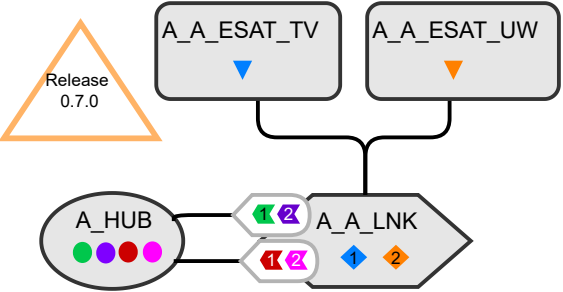 A_A_ESAT_TV
A_A_ESAT_UW
Release
0.7.0
A_HUB
1 2
A_A_LNK
1 2
1 2